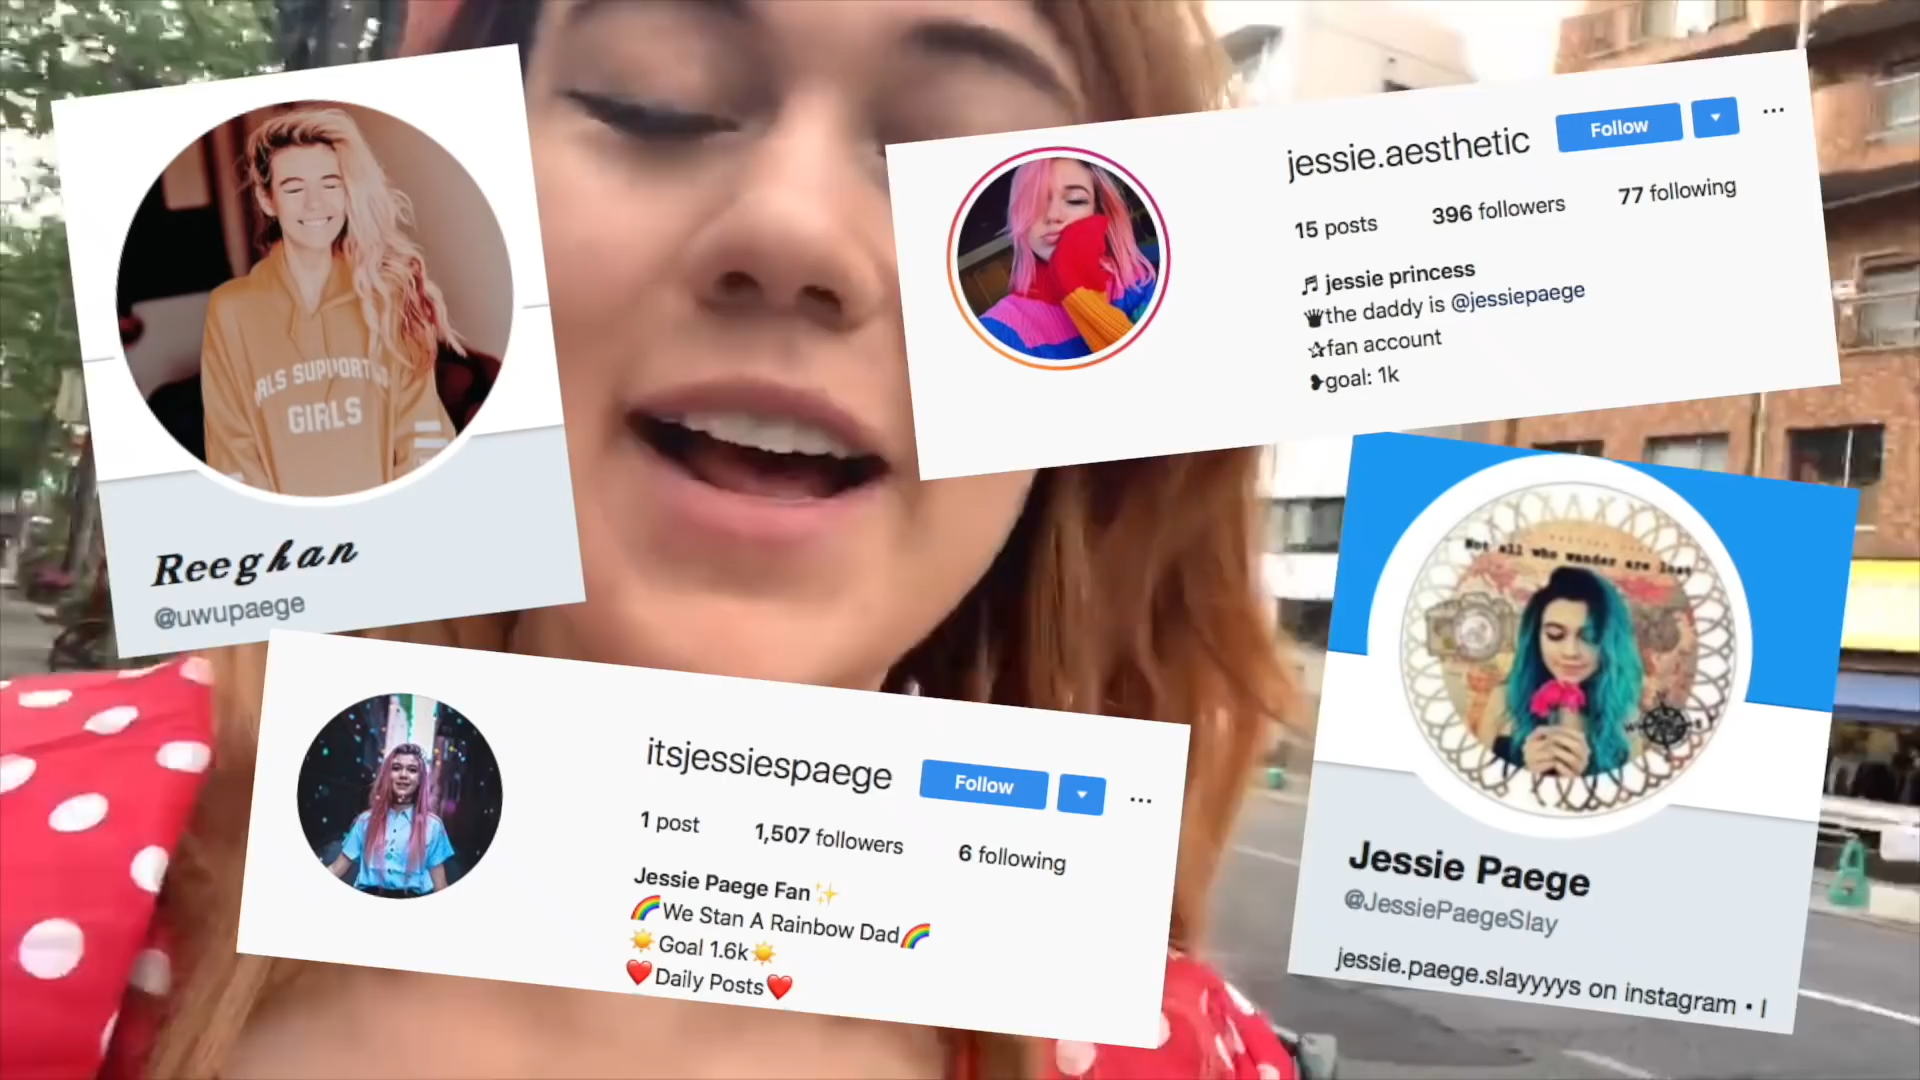 RLS SUPPORT
GIRLS
Reeghan
@uwupaege
jessie.aesthetic
Follow
15 posts
396 followers
77 following
jessie princess
♛the daddy is @jessiepaege
✰fan account
❥goal: 1k
itsjessiespaege
Follow
1 post
1,507 followers
6 following
Jessie Paege Fan✨
🌈We Stan A Rainbow Dad🌈
☀️Goal 1.6k☀️
❤️Daily Posts❤️
Not all who wander are lost
Jessie Paege
@JessiePaegeSlay
jessie.paege.slayyyys on instagram • I